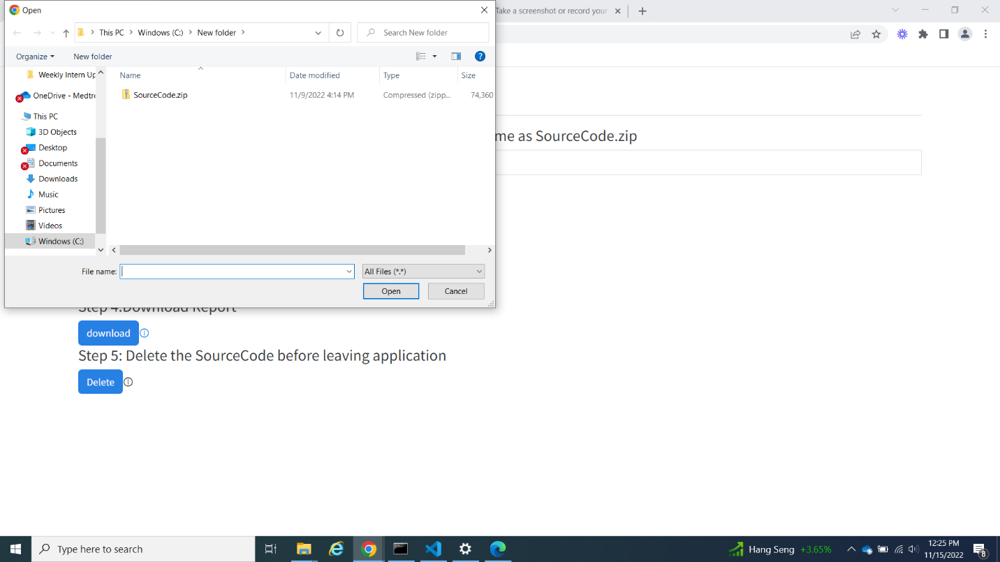 Open
Take a screenshot or record your
This PC > Windows (C:) > New folder >
Search New folder
Organize
New folder
Name
Date modified
Type
Size
Weekly Intern Up
SourceCode.zip
11/9/2022 4:14 PM
Compressed (zipp...
74,360
OneDrive - Medtro
This PC
3D Objects
Desktop
Documents
Downloads
Music
Pictures
Videos
Windows (C:)
me as SourceCode.zip
File name:
All Files (*.*)
Open
Cancel
Step 4:Download Report
download
Step 5: Delete the SourceCode before leaving application
Delete
Type here to search
Hang Seng +3.65%
12:25 PM
11/15/2022
8